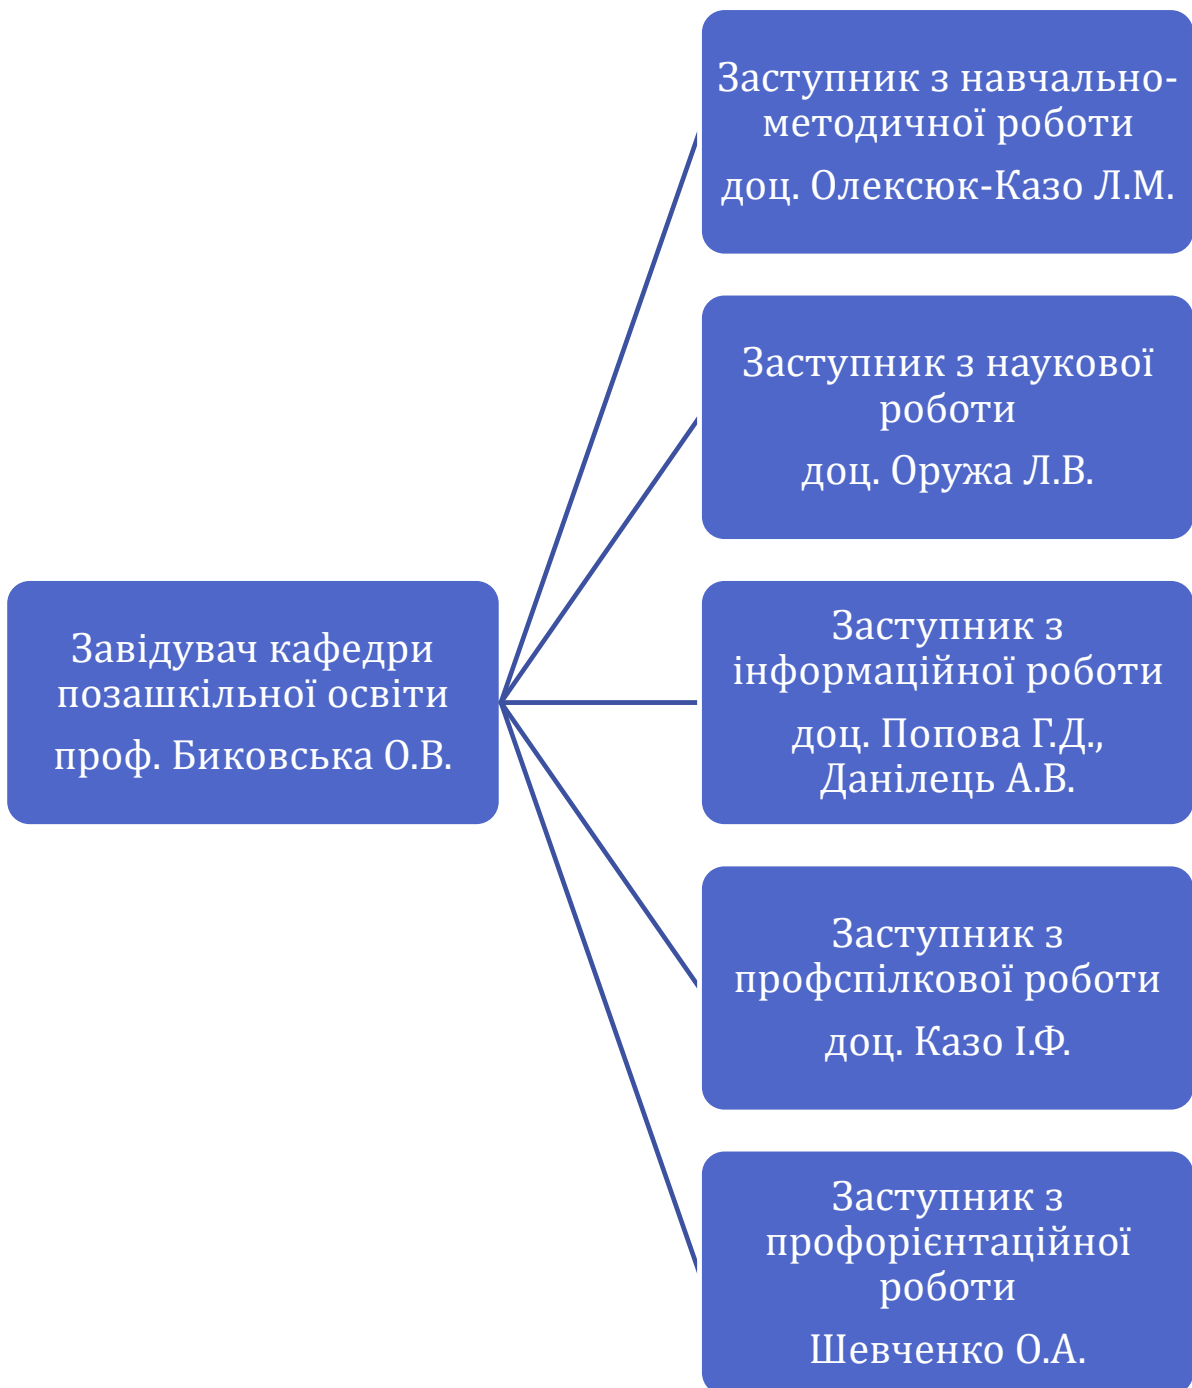 Заступник з навчально-
методичної роботи
доц. Олексюк-Казо Л.М.
Заступник з наукової
роботи
доц. Оружа Л.В.
Завідувач кафедри
позашкільної освіти
проф. Биковська О.В.
Заступник з
інформаційної роботи
доц. Попова Г.Д.,
Данілець А.В.
Заступник з
профспілкової роботи
доц. Казо І.Ф.
Заступник з
профорієнтаційної
роботи
Шевченко О.А.